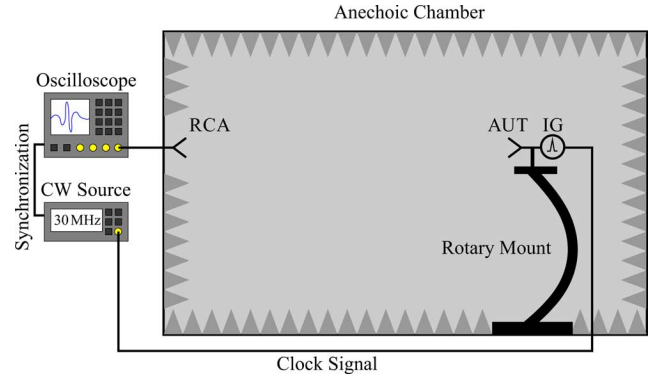 Anechoic Chamber
Oscilloscope
RCA
AUT IG
Synchronization
CW Source
30 MHz
Rotary Mount
Clock Signal